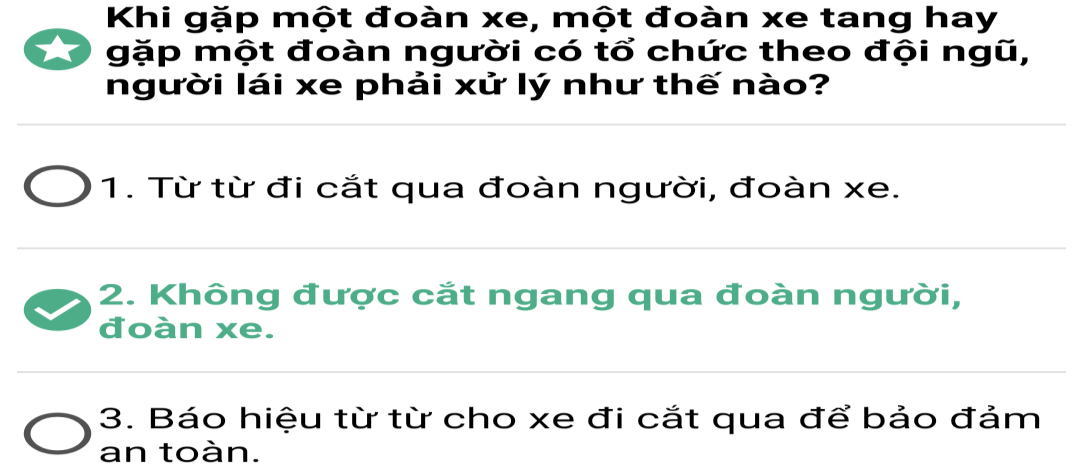 Khi gặp một đoàn xe, một đoàn xe tang hay
gặp một đoàn người có tổ chức theo đội ngũ,
người lái xe phải xử lý như thế nào?
1. Từ từ đi cắt qua đoàn người, đoàn xe.
2. Không được cắt ngang qua đoàn người,
đoàn xe.
3. Báo hiệu từ từ cho xe đi cắt qua để bảo đảm
an toàn.